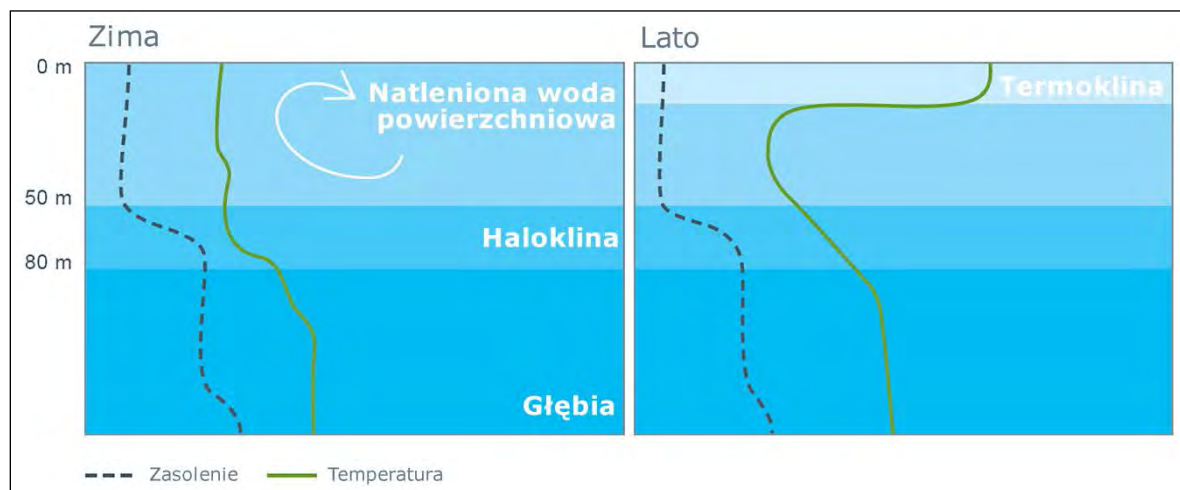 Zima
Lato
0 m
50 m
80 m
Natleniona woda
powierzchniowa
Termoklina
Haloklina
Głębia
Zasolenie
Temperatura